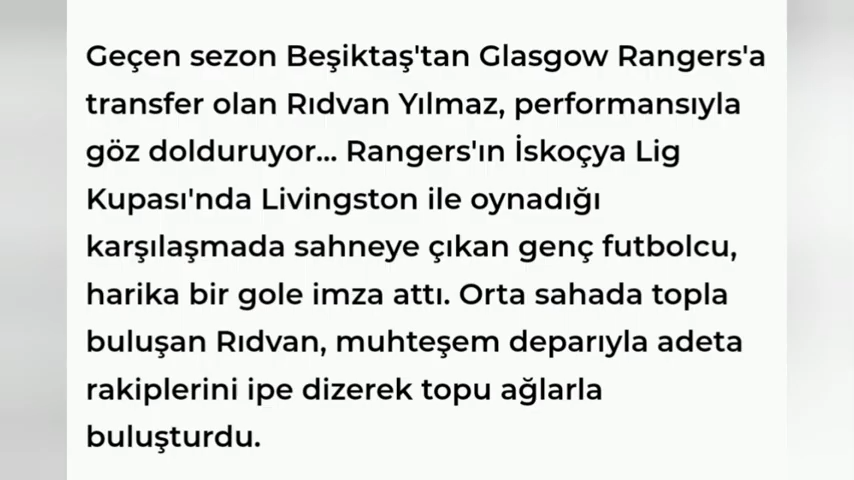 Geçen sezon Beşiktaş'tan Glasgow Rangers'a
transfer olan Rıdvan Yılmaz, performansıyla
göz dolduruyor... Rangers'ın İskoçya Lig
Kupası'nda Livingston ile oynadığı
karşılaşmada sahneye çıkan genç futbolcu,
harika bir gole imza attı. Orta sahada topla
buluşan Rıdvan, muhteşem deparıyla adeta
rakiplerini ipe dizerek topu ağlarla
buluşturdu.